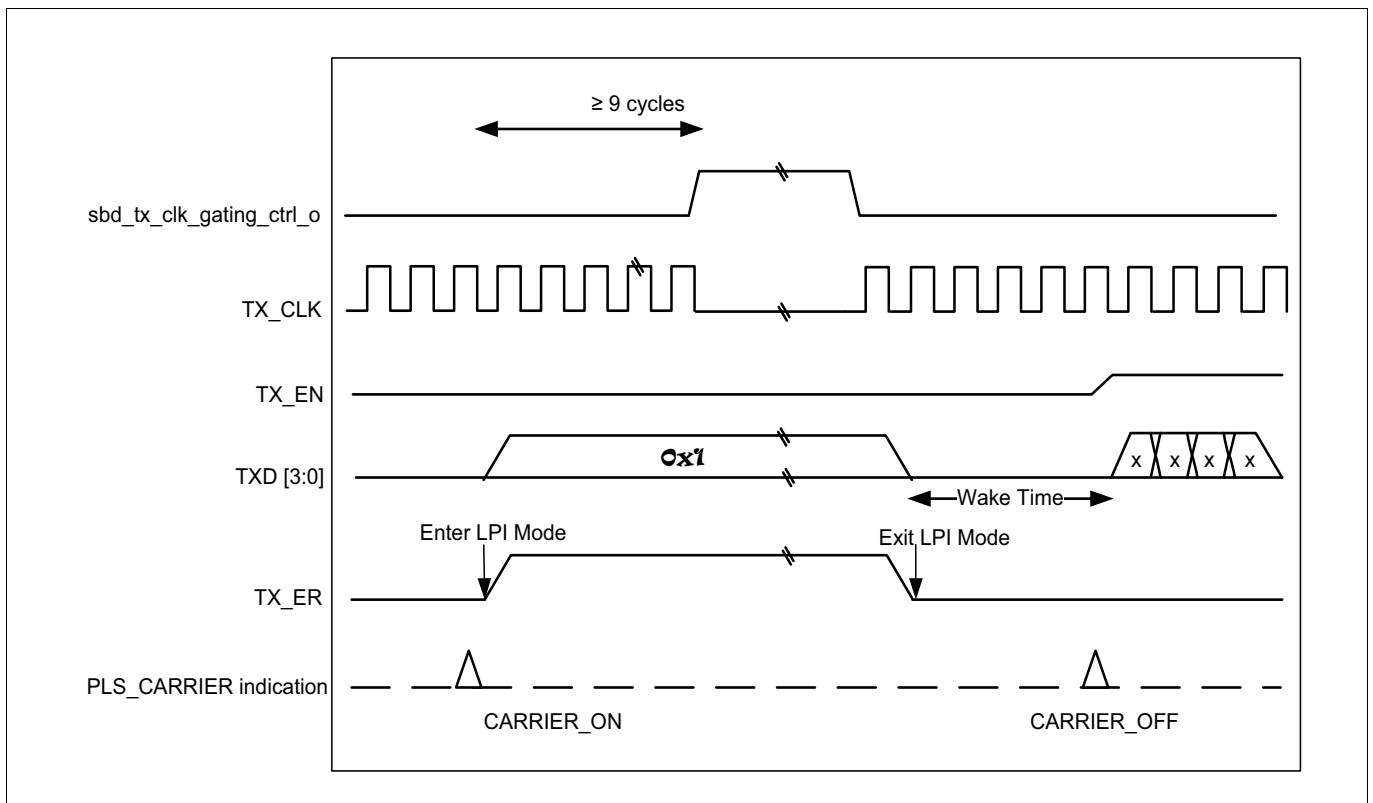 ≥ 9 cycles
sbd_tx_clk_gating_ctrl_o
TX_CLK
TX_EN
0x1
TXD [3:0]
x x x x
Wake Time
Enter LPI Mode
Exit LPI Mode
TX_ER
PLS_CARRIER indication
CARRIER_ON
CARRIER_OFF